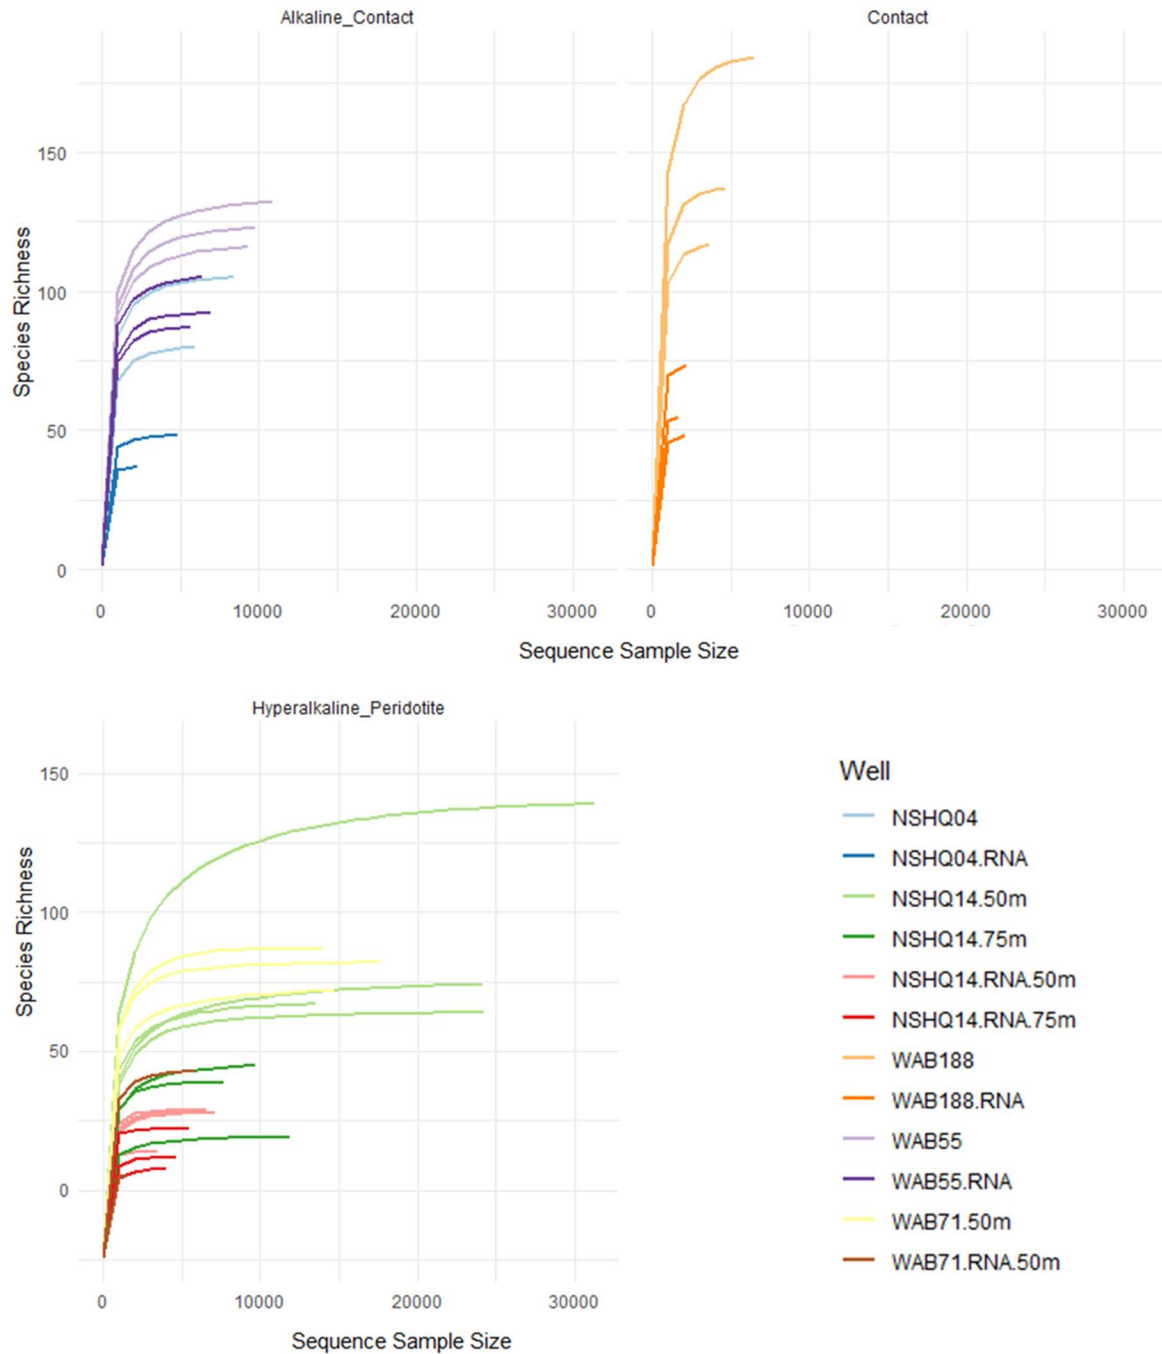 Alkaline_Contact
Contact
Species Richness
150
100
50
0
0 10000 20000 30000
0 10000 20000 30000
Sequence Sample Size
Hyperalkaline_Peridotite
Species Richness
150
100
50
0
0 10000 20000 30000
Sequence Sample Size
Well
NSHQ04
NSHQ04.RNA
NSHQ14.50m
NSHQ14.75m
NSHQ14.RNA.50m
NSHQ14.RNA.75m
WAB188
WAB188.RNA
WAB55
WAB55.RNA
WAB71.50m
WAB71.RNA.50m